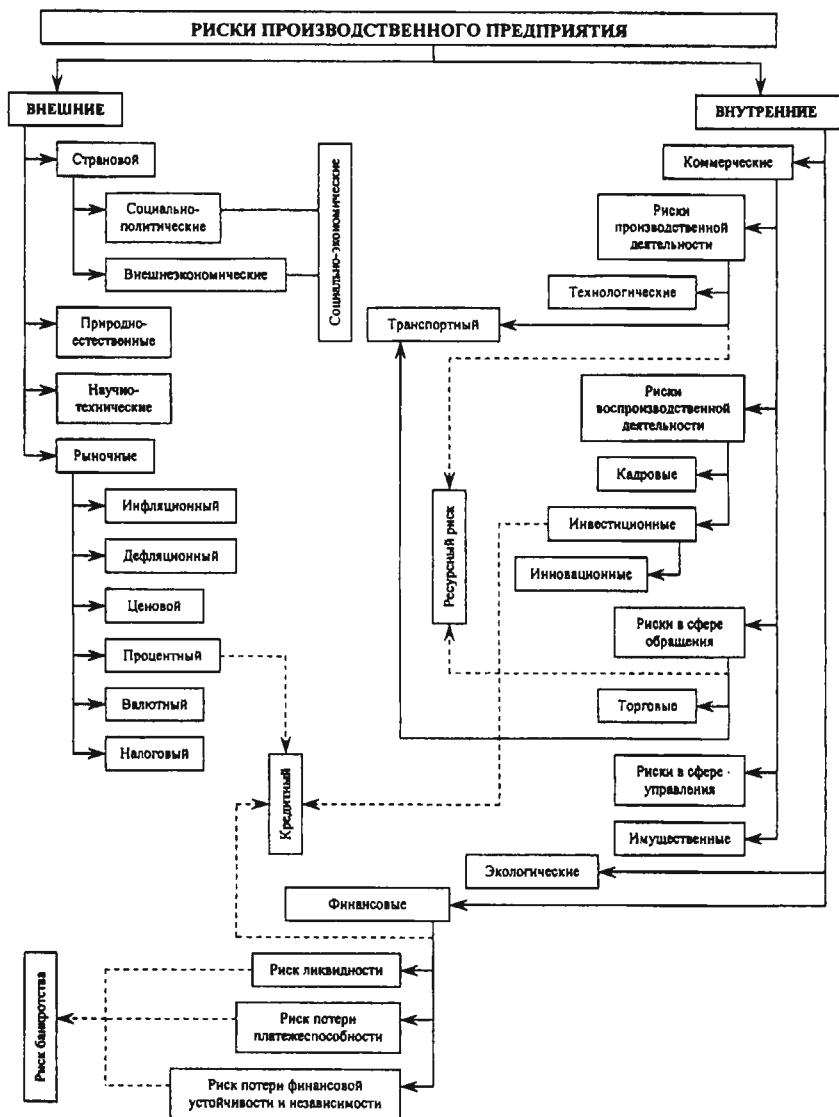 РИСКИ ПРОИЗВОДСТВЕННОГО ПРЕДПРИЯТИЯ
ВНЕШНИЕ
Страновой
Социально-
политические
Внешнеэкономические
Социально-экономические
Природно-
естественные
Научно-
технические
Рыночные
Инфляционный
Дефляционный
Ценовой
Процентный
Валютный
Налоговый
Кредитный
ВНУТРЕННИЕ
Коммерческие
Риски
производственной
деятельности
Технологические
Транспортный
Риски
воспроизводственной
деятельности
Кадровые
Инвестиционные
Инновационные
Ресурсный риск
Риски в сфере
обращения
Торговые
Риски в сфере
управления
Имущественные
Экологические
Финансовые
Риск ликвидности
Риск потери
платежеспособности
Риск потери финансовой
устойчивости и независимости
Риск банкротства